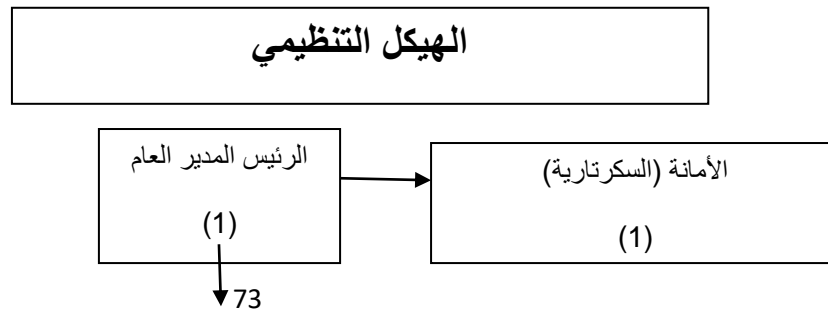 الهيكل التنظيمي
الرئيس المدير العام
(1)
الأمانة (السكرتارية)
(1)
73